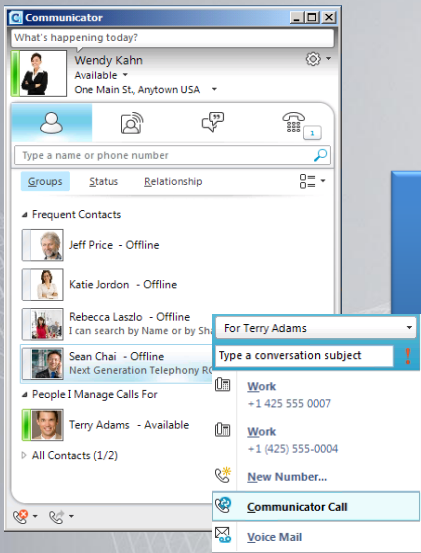 Communicator
What's happening today?
Wendy Kahn
Available
One Main St., Anytown USA
1
Type a name or phone number
Groups Status Relationship
Frequent Contacts
Jeff Price - Offline
Katie Jordon - Offline
Rebecca Laszlo - Offline
I can search by Name or by Sha
Sean Chai - Offline
Next Generation Telephony RO
People I Manage Calls For
Terry Adams - Available
All Contacts (1/2)
For Terry Adams
Type a conversation subject
Work
+1 425 555 0007
Work
+1 (425) 555-0004
New Number...
Communicator Call
Voice Mail